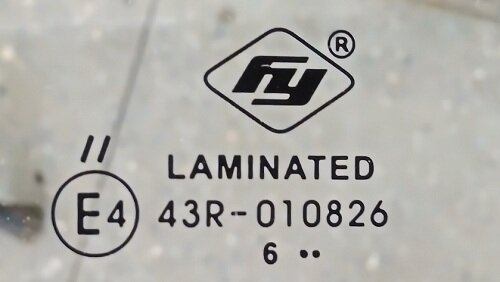 fy ®
//
LAMINATED
E4 43R-010826
6 ••